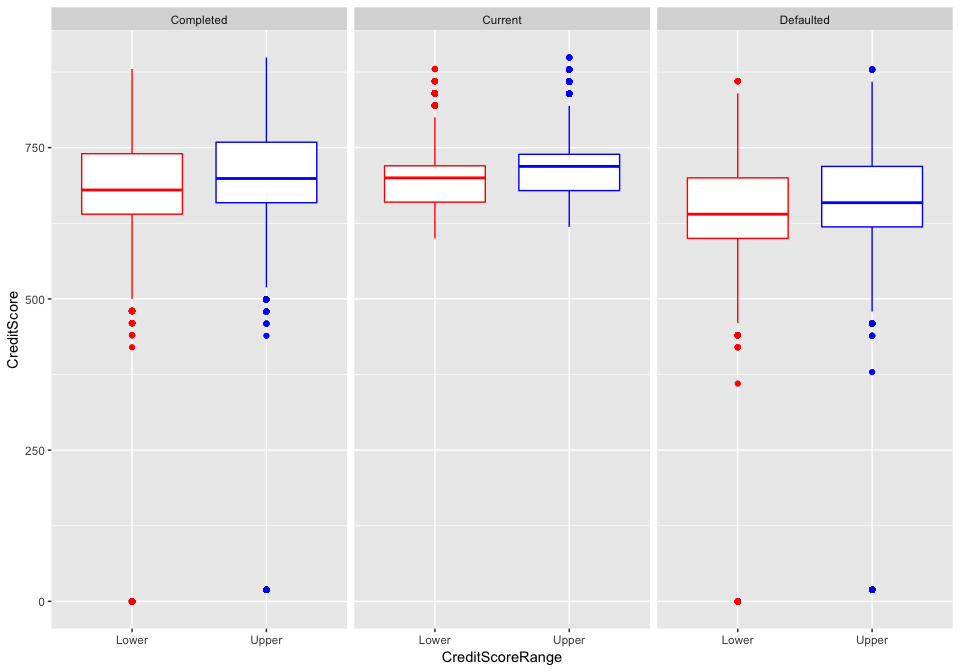 Completed
Current
Defaulted
CreditScore
750
500
250
0
Lower
Upper
Lower
Upper
Lower
Upper
CreditScoreRange